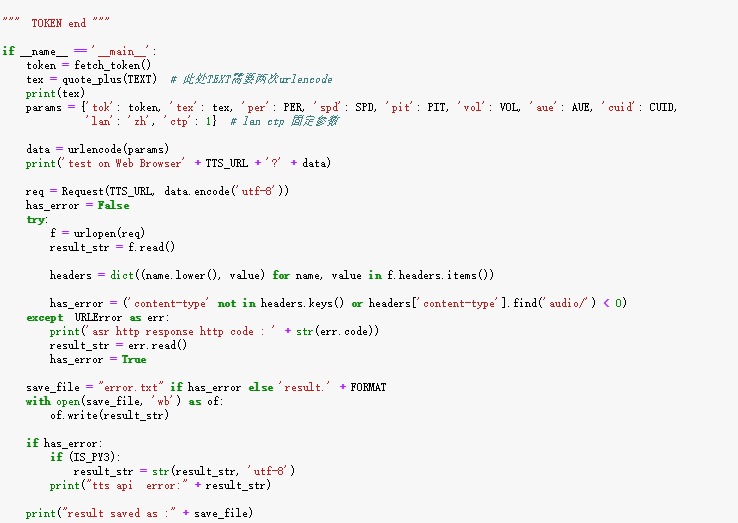 """ TOKEN end """
if __name__ == '__main__':
token = fetch_token()
tex = quote_plus(TEXT) # 此处TEXT需要两次urlencode
print(tex)
params = {'tok': token, 'tex': tex, 'per': PER, 'spd': SPD, 'pit': PIT, 'vol': VOL, 'aue': AUE, 'cuid': CUID,
'lan': 'zh', 'ctp': 1} # lan ctp 固定参数
data = urlencode(params)
print('test on Web Browser' + TTS_URL + '?' + data)
req = Request(TTS_URL, data.encode('utf-8'))
has_error = False
try:
f = urlopen(req)
result_str = f.read()
headers = dict((name.lower(), value) for name, value in f.headers.items())
has_error = ('content-type' not in headers.keys() or headers['content-type'].find('audio/') < 0)
except URLError as err:
print('asr http response http code : ' + str(err.code))
result_str = err.read()
has_error = True
save_file = "error.txt" if has_error else 'result.' + FORMAT
with open(save_file, 'wb') as of:
of.write(result_str)
if has_error:
if (IS_PY3):
result_str = str(result_str, 'utf-8')
print("tts api  error:" + result_str)
print("result saved as :" + save_file)